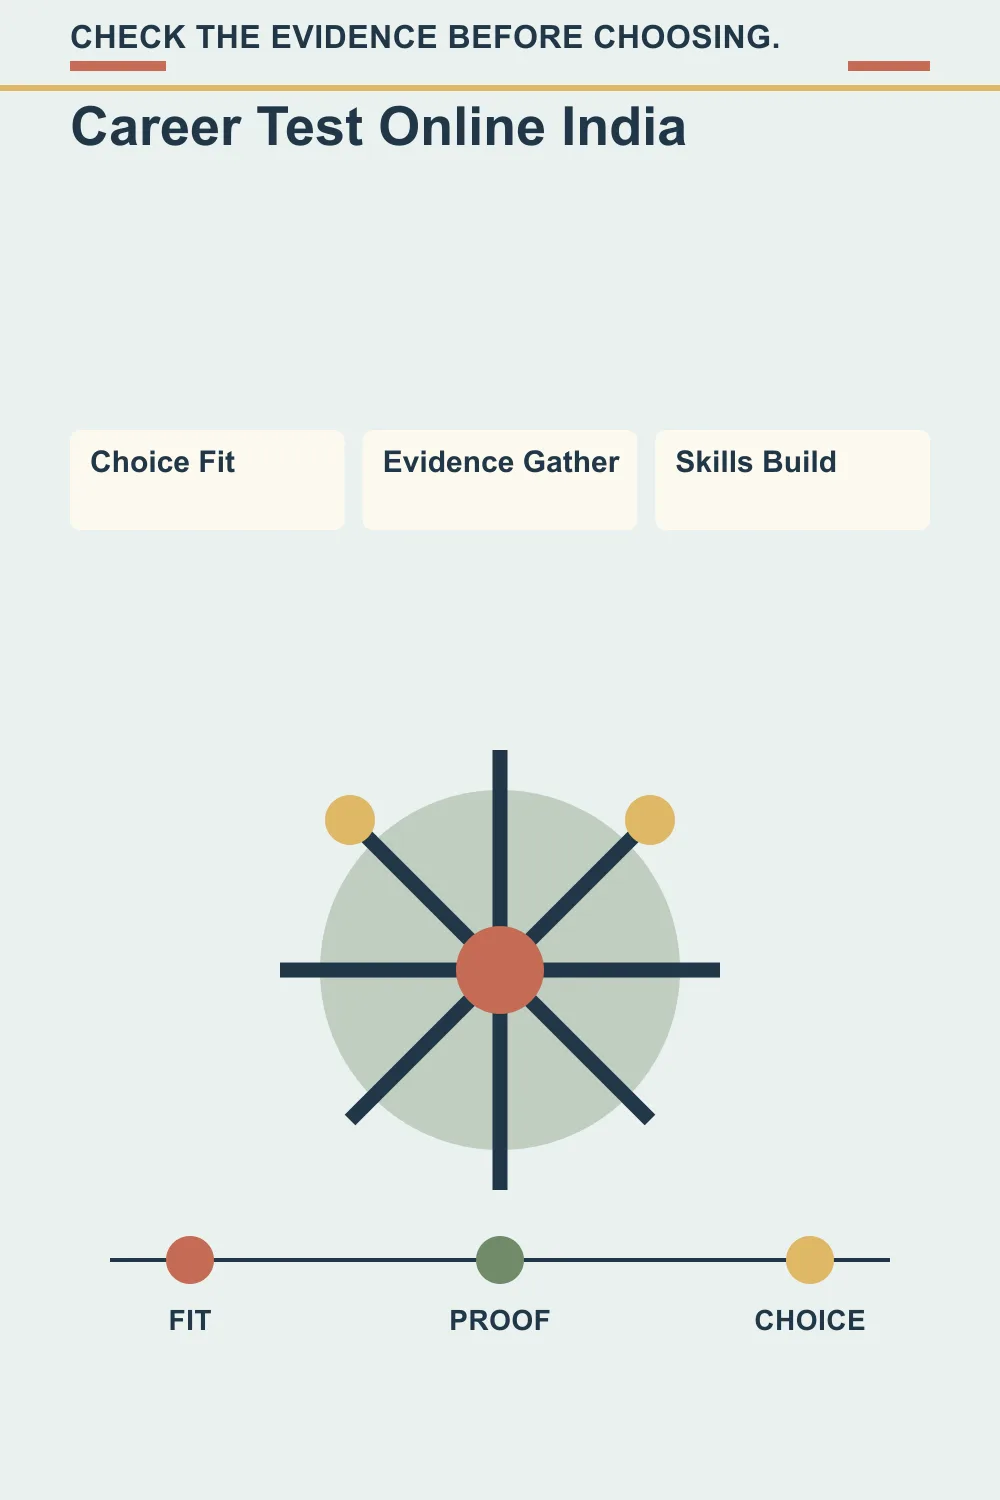 CHECK THE EVIDENCE BEFORE CHOOSING.
Career Test Online India
Choice Fit
Evidence Gather
Skills Build
FIT
PROOF
CHOICE